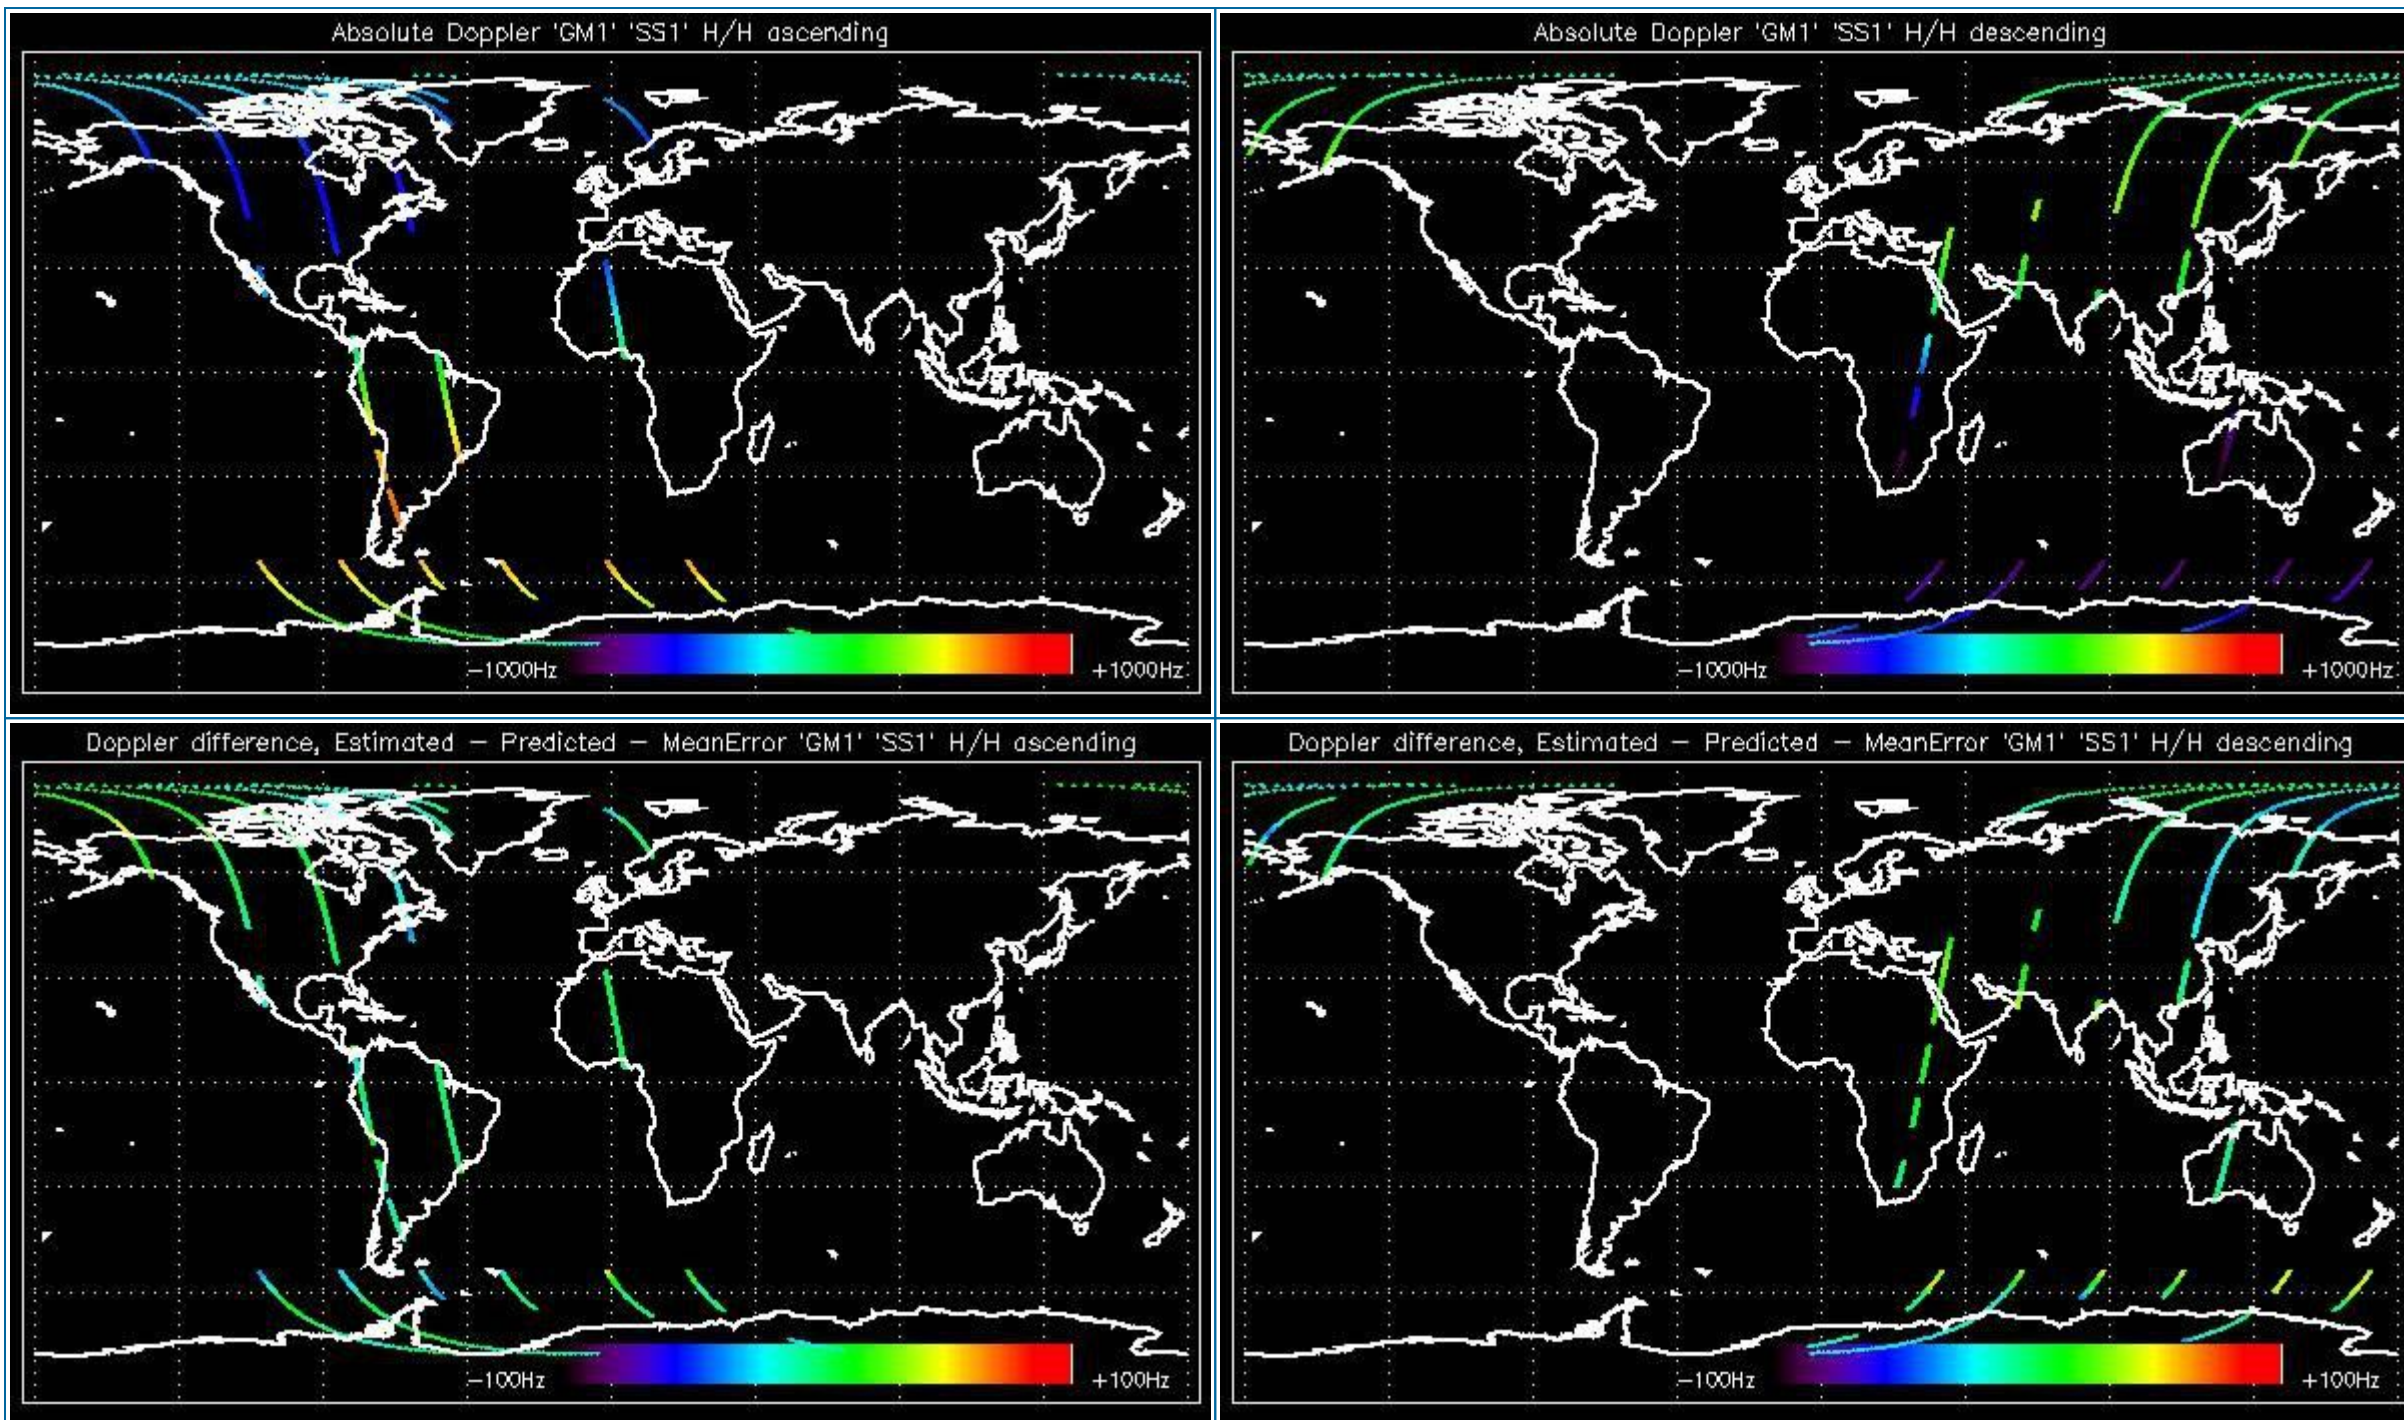 Absolute Doppler 'GM1' 'SS1' H/H ascending
−1000Hz
+1000Hz
Absolute Doppler 'GM1' 'SS1' H/H descending
−1000Hz
+1000Hz
Doppler difference, Estimated − Predicted − MeanError 'GM1' 'SS1' H/H ascending
−100Hz
+100Hz
Doppler difference, Estimated − Predicted − MeanError 'GM1' 'SS1' H/H descending
−100Hz
+100Hz